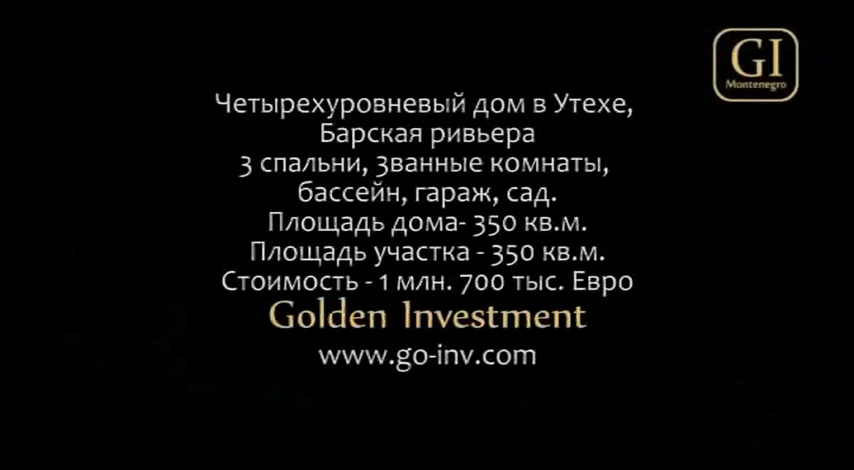 GI
Montenegro
Четырехуровневый дом в Утехе,
Барская ривьера
3 спальни, 3ванные комнаты,
бассейн, гараж, сад.
Площадь дома- 350 кв.м.
Площадь участка - 350 кв.м.
Стоимость - 1 млн. 700 тыс. Евро
Golden Investment
www.go-inv.com